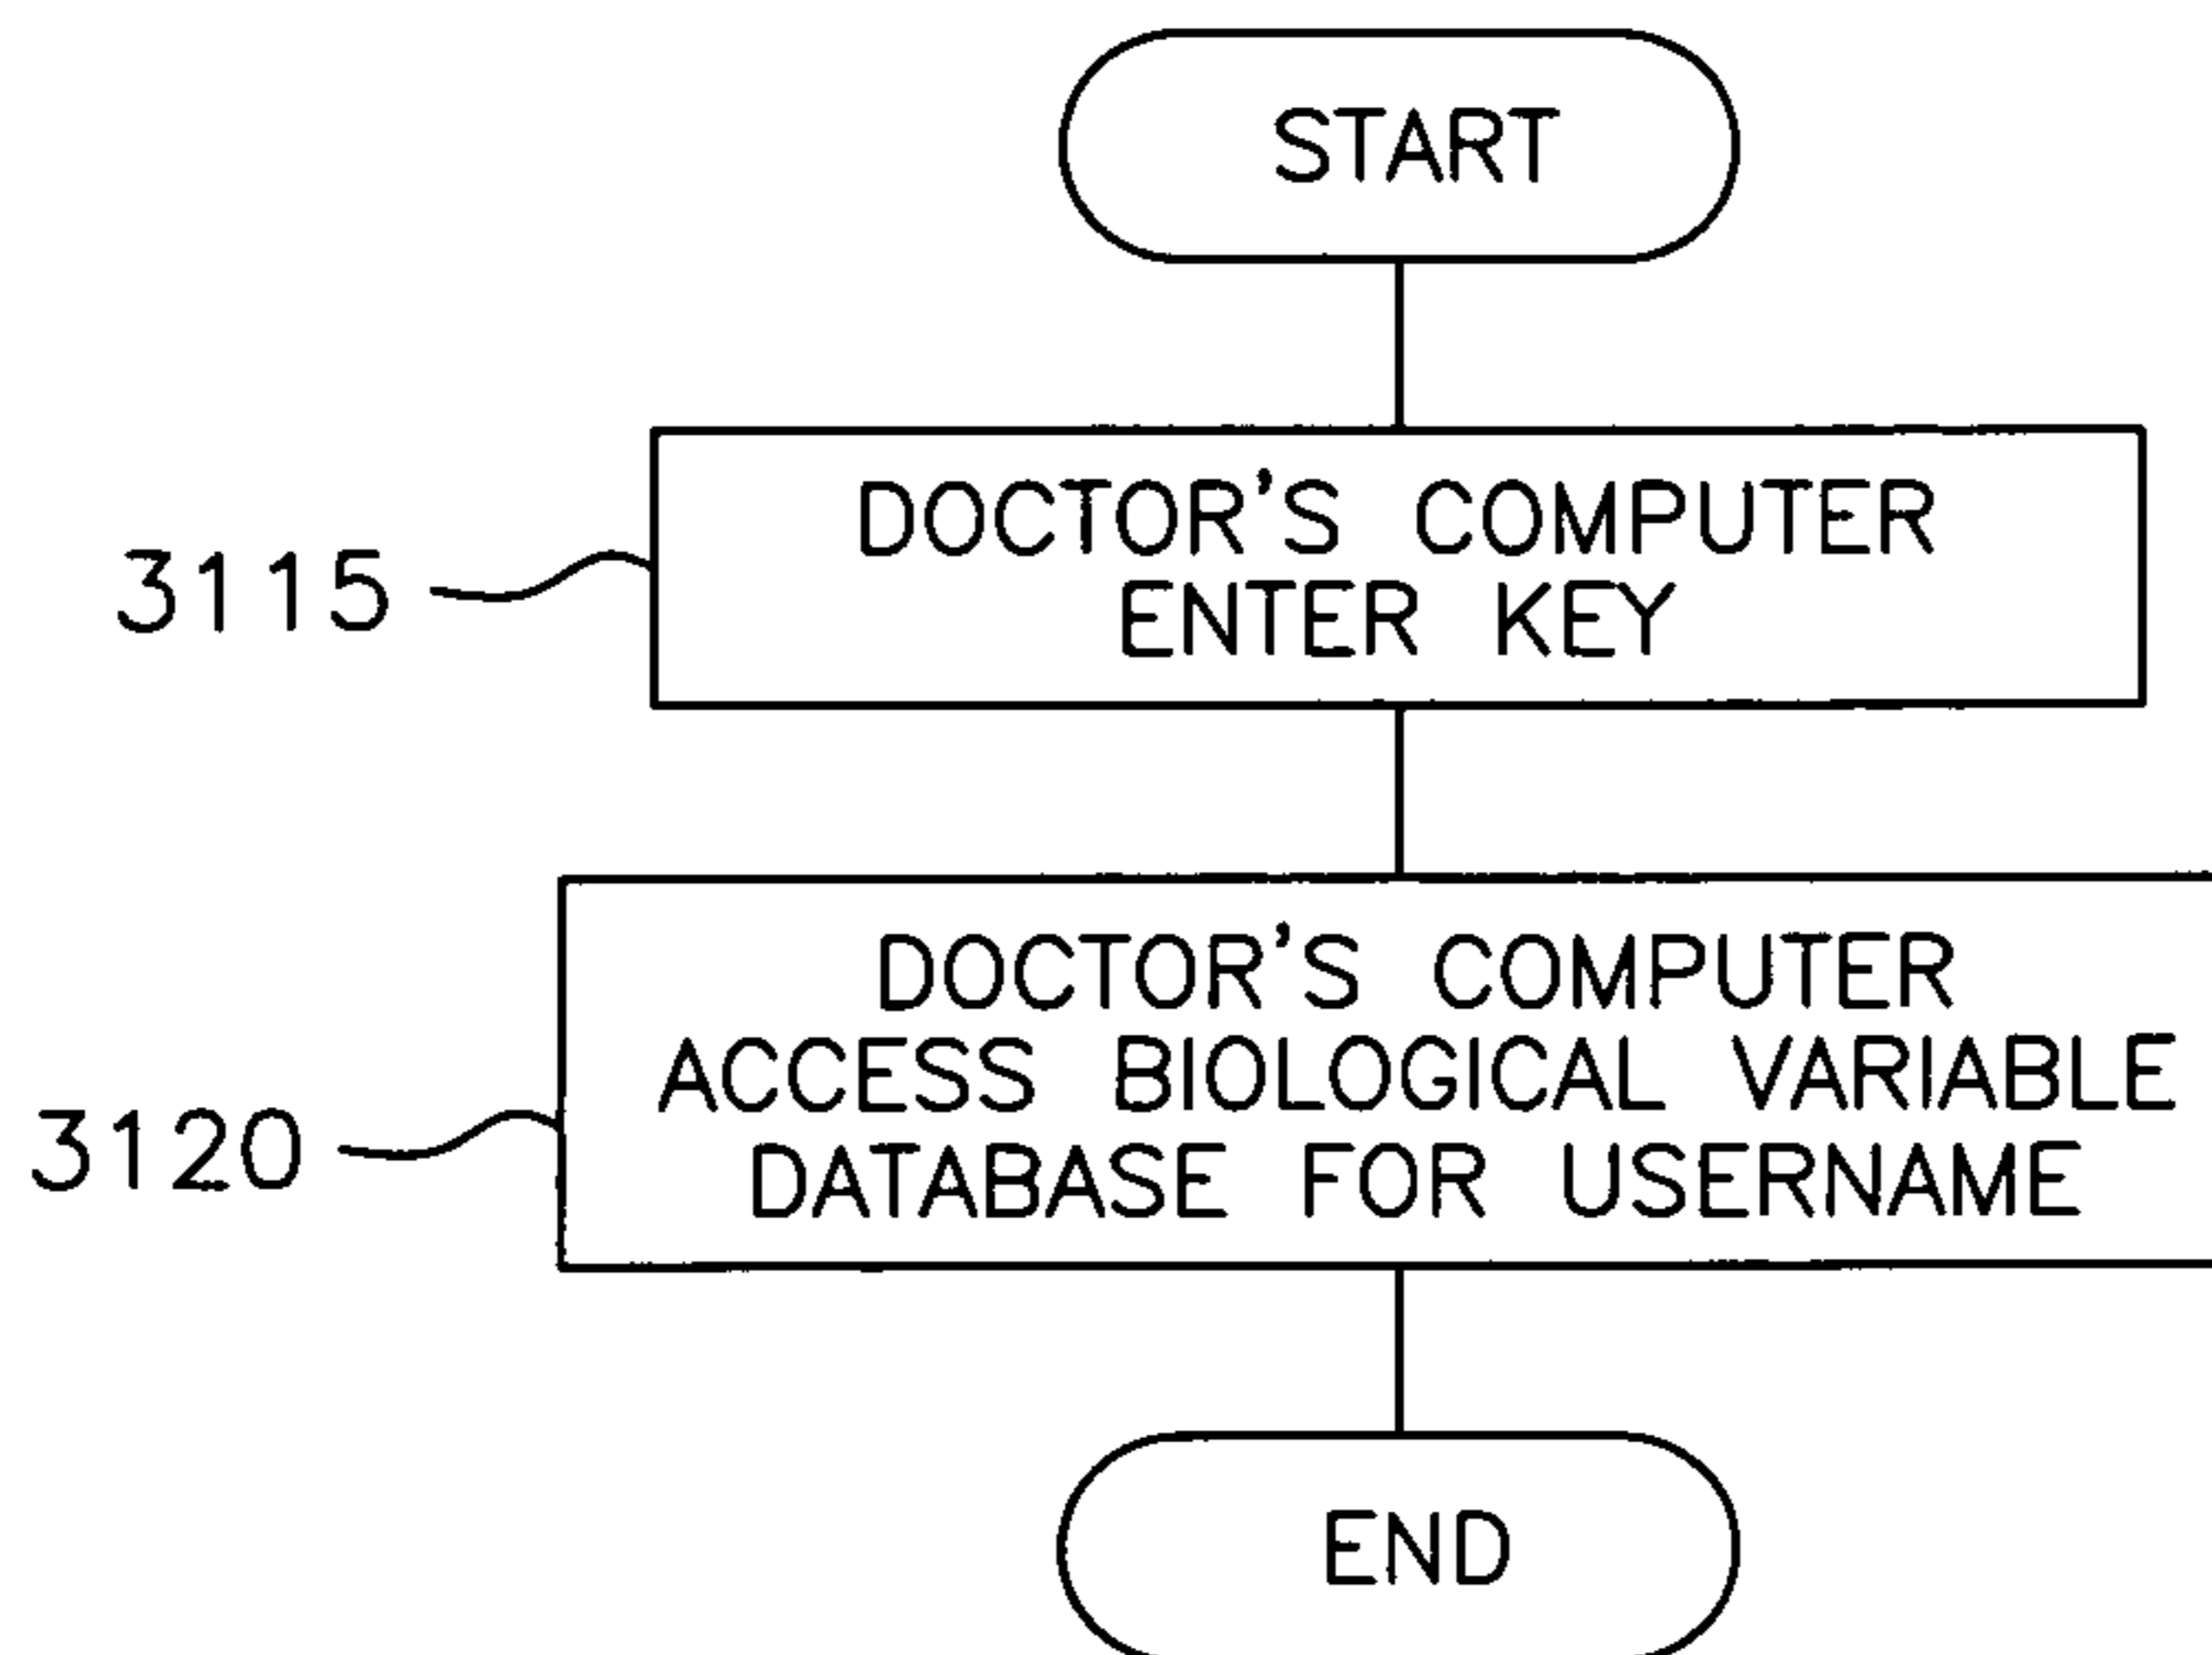 START
3115
DOCTOR'S COMPUTER
ENTER KEY
3120
DOCTOR'S COMPUTER
ACCESS BIOLOGICAL VARIABLE
DATABASE FOR USERNAME
END